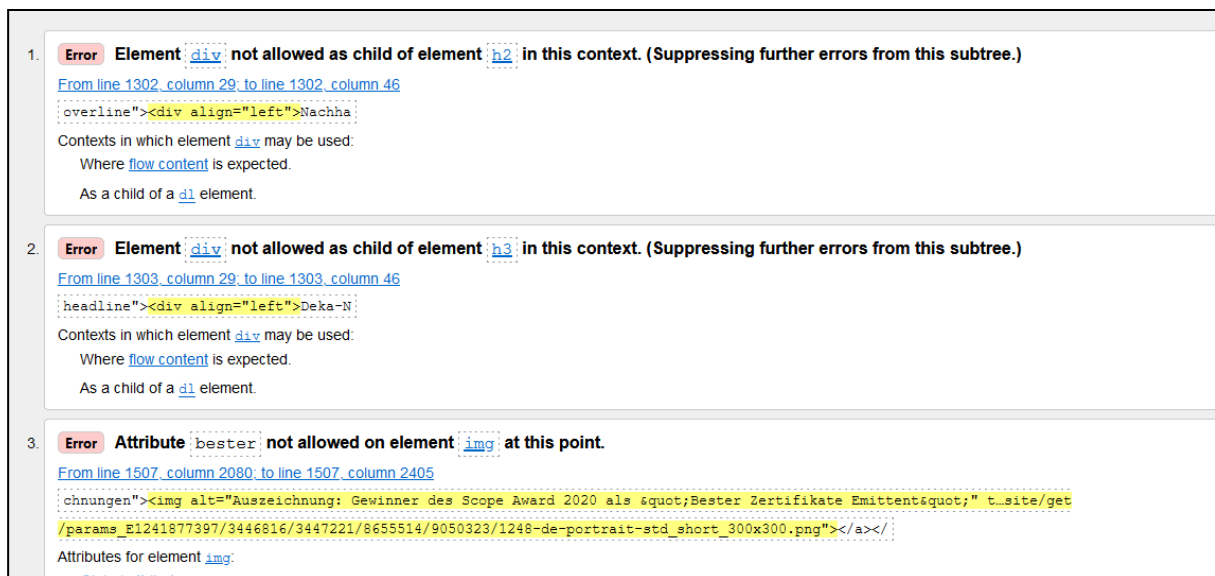 1. Error Element div not allowed as child of element h2 in this context. (Suppressing further errors from this subtree.)
From line 1302, column 29; to line 1302, column 46
overline"><div align="left">Nachha
Contexts in which element div may be used:
Where flow content is expected.
As a child of a dl element.
2. Error Element div not allowed as child of element h3 in this context. (Suppressing further errors from this subtree.)
From line 1303, column 29; to line 1303, column 46
headline"><div align="left">Deka-N
Contexts in which element div may be used:
Where flow content is expected.
As a child of a dl element.
3. Error Attribute bester not allowed on element img at this point.
From line 1507, column 2080; to line 1507, column 2405
chnungen"><img alt="Auszeichnung: Gewinner des Scope Award 2020 als &quot;Bester Zertifikate Emittent&quot;" t…site/get
/params_E1241877397/3446816/3447221/8655514/9050323/1248-de-portrait-std_short_300x300.png"></a></
Attributes for element img: